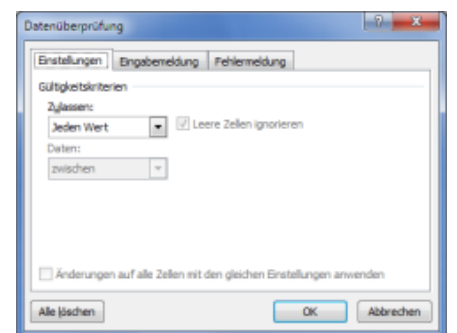 Datenüberprüfung
Einstellungen Eingabemeldung Fehlermeldung
Gültigkeitskriterien
Zulassen:
Jeden Wert Leere Zellen ignorieren
Daten:
zwischen
Änderungen auf alle Zellen mit den gleichen Einstellungen anwenden
Alle löschen OK Abbrechen